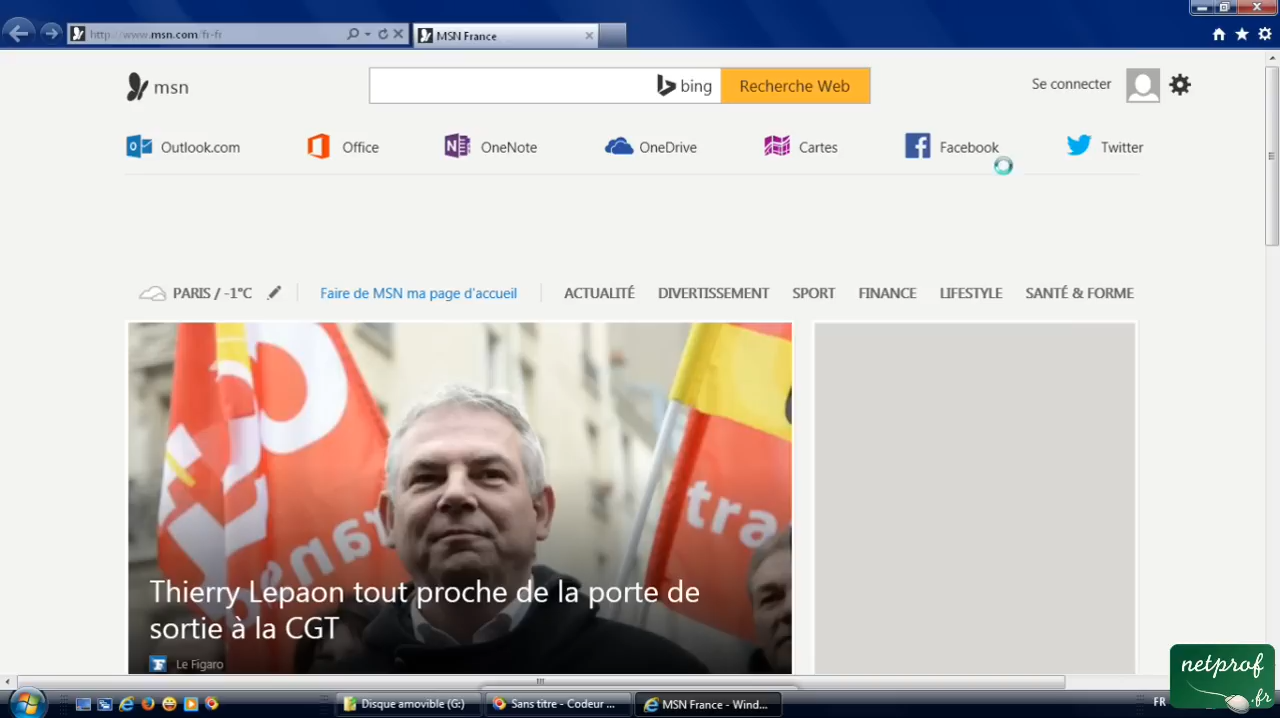 http://www.msn.com/fr-fr
MSN France
msn
bing
Recherche Web
Se connecter
Outlook.com
Office
OneNote
OneDrive
Cartes
Facebook
Twitter
PARIS / -1°C
Faire de MSN ma page d'accueil
ACTUALITÉ
DIVERTISSEMENT
SPORT
FINANCE
LIFESTYLE
SANTÉ & FORME
Thierry Lepaon tout proche de la porte de
sortie à la CGT
Le Figaro
Disque amovible (G:)
Sans titre - Codeur ...
MSN France - Wind...
FR
netprof
.fr